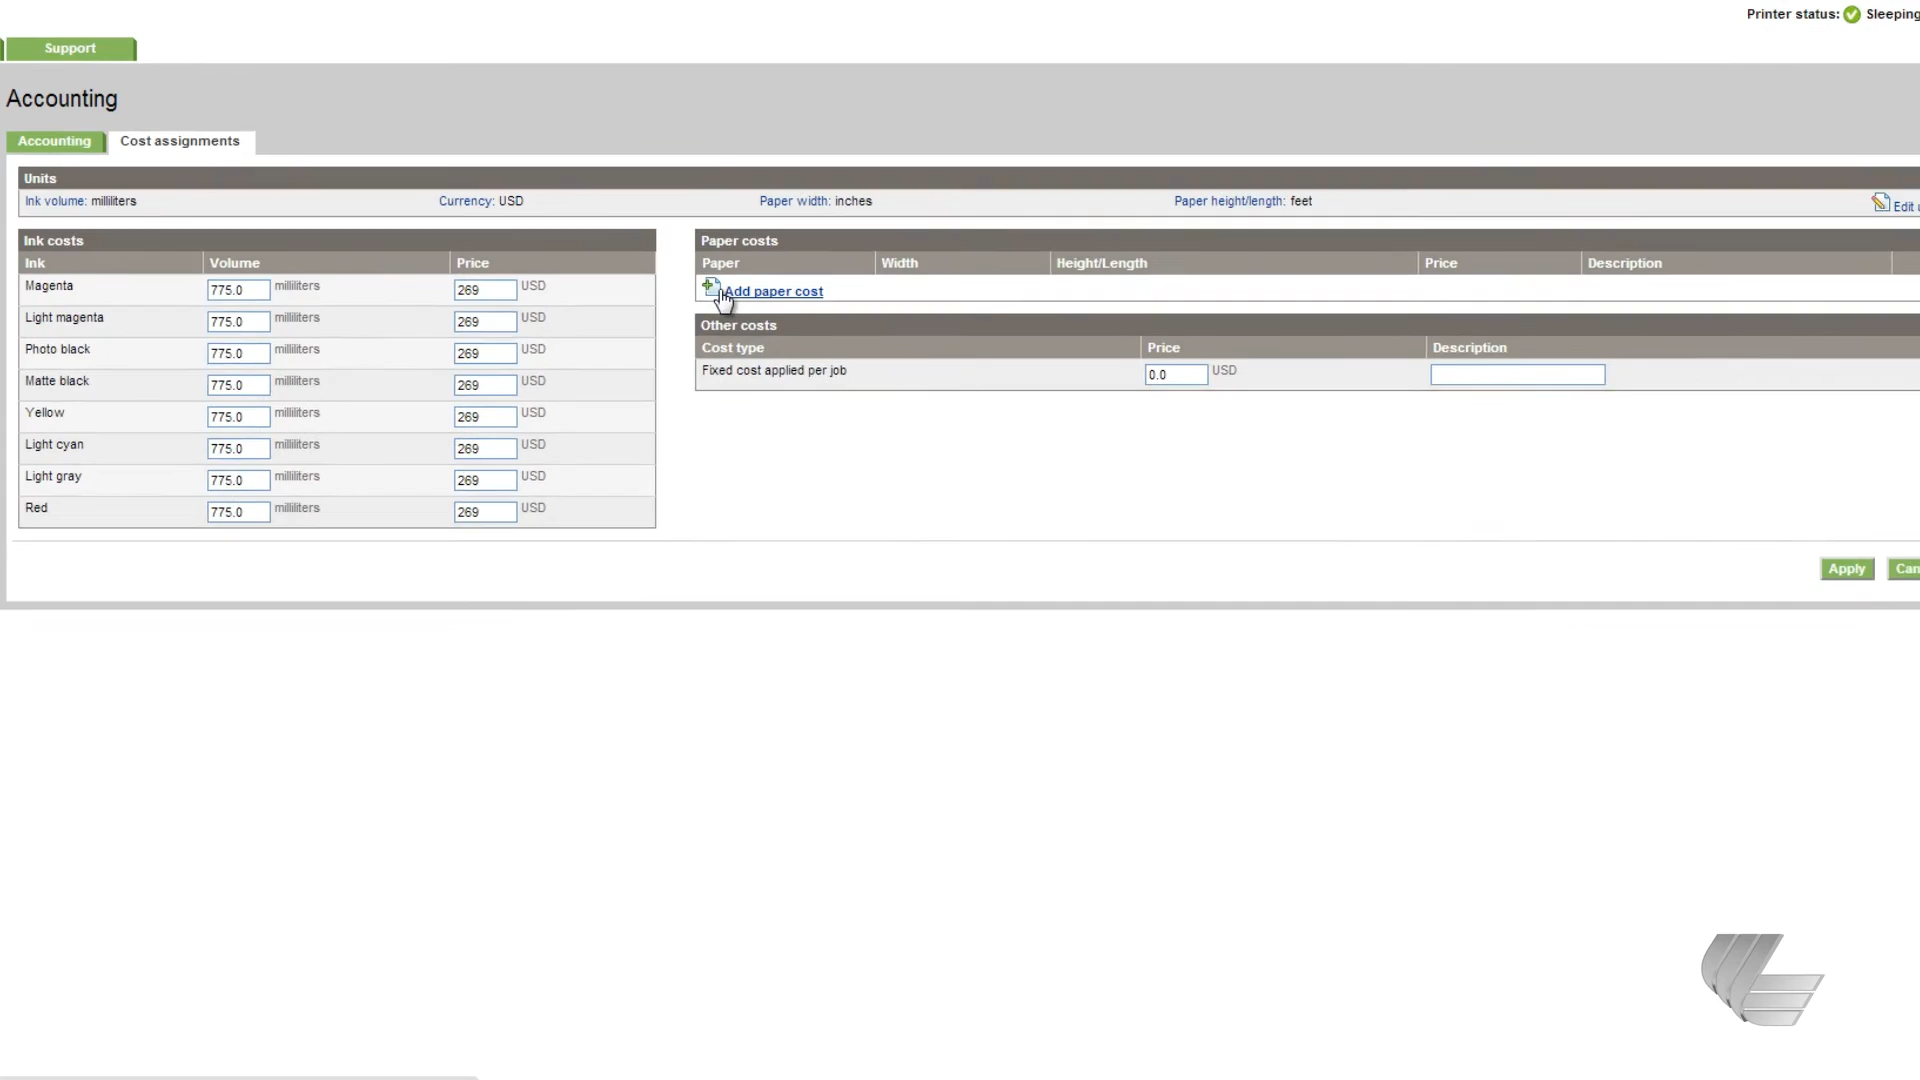 Printer status: Sleeping
Support
Accounting
Accounting Cost assignments
Units
Ink volume: milliliters Currency: USD Paper width: inches Paper height/length: feet Edit
Ink costs
Ink Volume Price
Magenta 775.0 milliliters 269 USD
Light magenta 775.0 milliliters 269 USD
Photo black 775.0 milliliters 269 USD
Matte black 775.0 milliliters 269 USD
Yellow 775.0 milliliters 269 USD
Light cyan 775.0 milliliters 269 USD
Light gray 775.0 milliliters 269 USD
Red 775.0 milliliters 269 USD
Paper costs
Paper Width Height/Length Price Description
Add paper cost
Other costs
Cost type Price Description
Fixed cost applied per job 0.0 USD
Apply Can